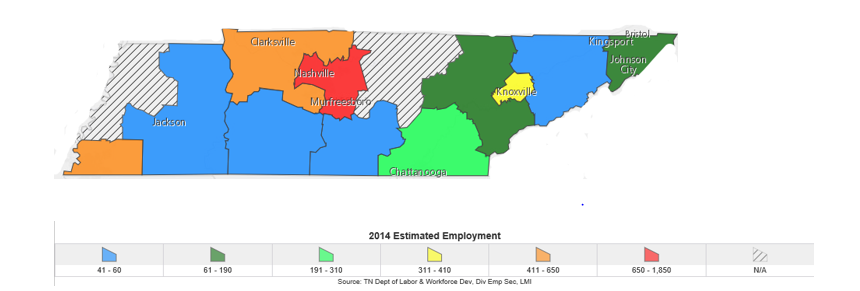 Bristol
Clarksville
Kingsport
Johnson
City
Nashville
Knoxville
Murfreesboro
Jackson
Chattanooga
2014 Estimated Employment
41 - 60
61 - 190
191 - 310
311 - 410
411 - 650
650 - 1,850
N/A
Source: TN Dept of Labor & Workforce Dev, Div Emp Sec, LMI